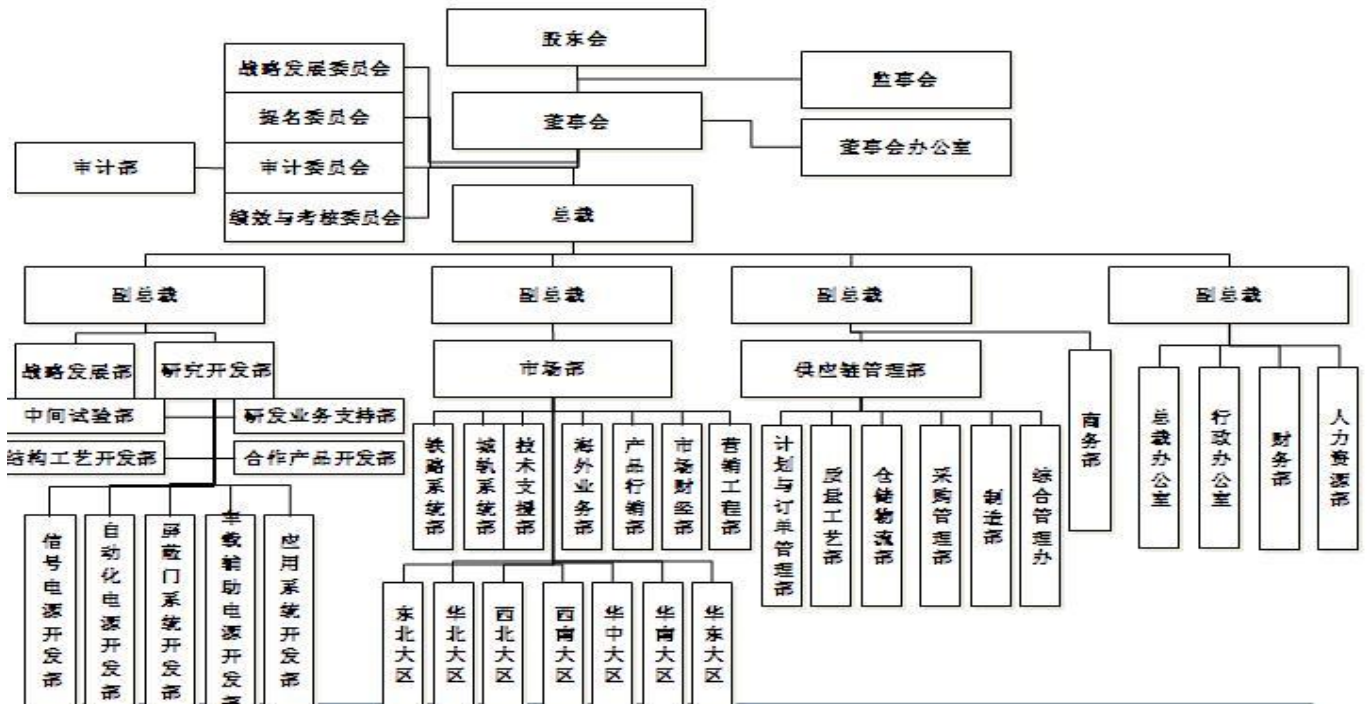 股东会
战略发展委员会
监事会
提名委员会
董事会
董事会办公室
审计部
审计委员会
绩效与考核委员会
总裁
副总裁
副总裁
副总裁
副总裁
战略发展部
研究开发部
市场部
供应链管理部
商务部
总裁办公室
行政办公室
财务部
人力资源部
中间试验部
研发业务支持部
结构工艺开发部
合作产品开发部
铁路系统部
城轨系统部
技术支援部
海外业务部
产品行销部
市场财经部
营销工程部
计划与订单管理部
质量工艺部
仓储物流部
采购管理部
制造部
综合管理办
信号电源开发部
自动化电源开发部
屏蔽门系统开发部
车载辅助电源开发部
应用系统开发部
东北大区
华北大区
西北大区
西南大区
华中大区
华南大区
华东大区